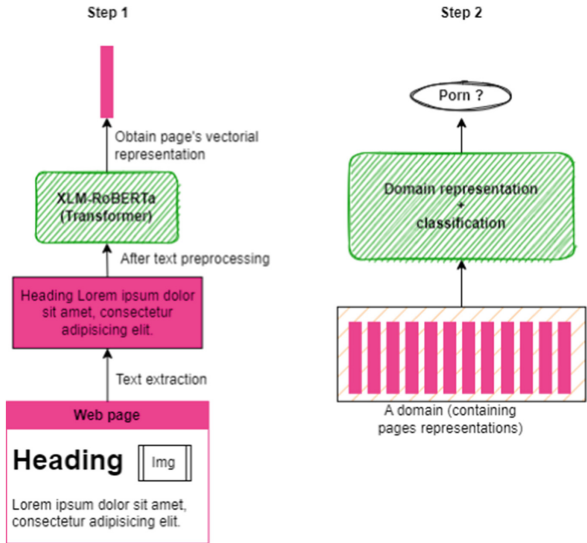 Step 1
Obtain page's vectorial
representation
XLM-RoBERTa
(Transformer)
After text preprocessing
Heading Lorem ipsum dolor
sit amet, consectetur
adipisicing elit.
Text extraction
Web page
Heading
Img
Lorem ipsum dolor sit amet,
consectetur adipisicing elit.
Step 2
Porn ?
Domain representation
+
classification
A domain (containing
pages representations)